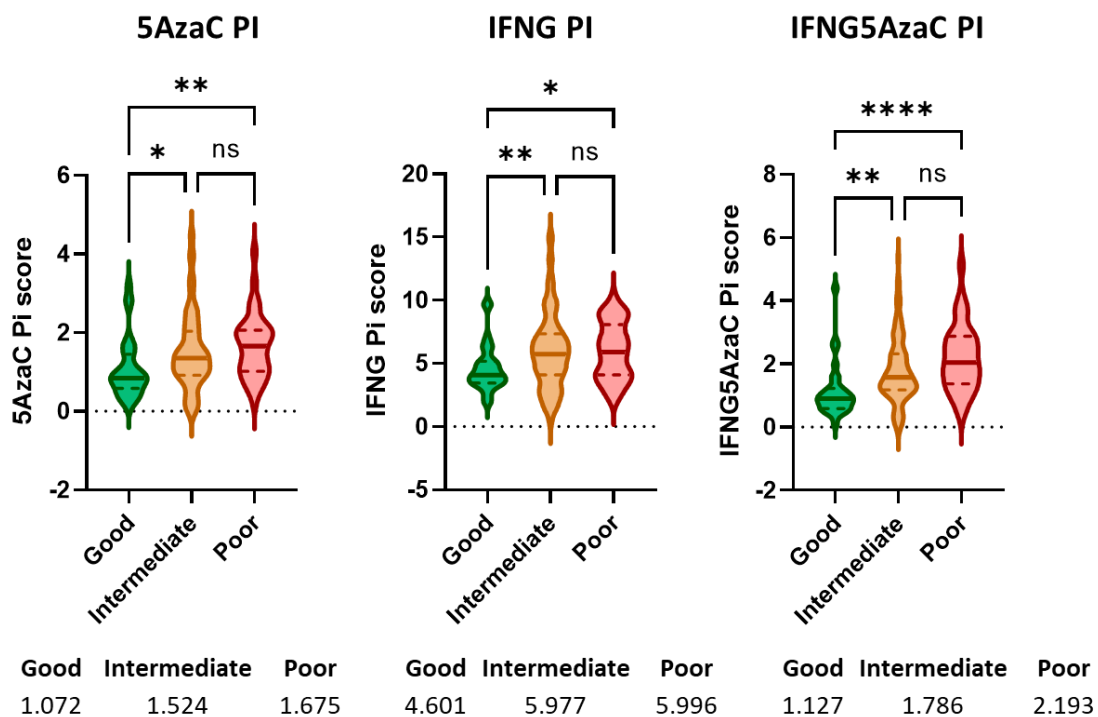 5AzaC PI
IFNG PI
IFNG5AzaC PI
**
*
ns
6
4
2
0
-2
5AzaC Pi score
Good
Intermediate
Poor
*
**
ns
20
15
10
5
0
-5
IFNG Pi score
Good
Intermediate
Poor
****
**
ns
8
6
4
2
0
-2
IFNG5AzaC Pi score
Good
Intermediate
Poor
Good Intermediate Poor
1.072 1.524 1.675
Good Intermediate Poor
4.601 5.977 5.996
Good Intermediate Poor
1.127 1.786 2.193